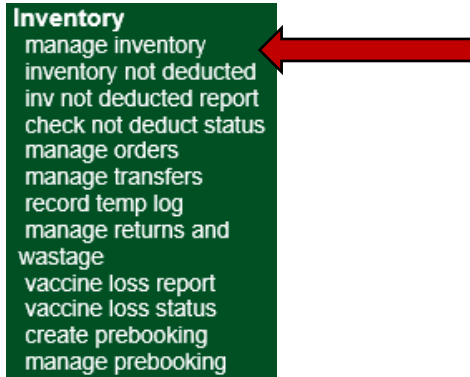 Inventory
manage inventory
inventory not deducted
inv not deducted report
check not deduct status
manage orders
manage transfers
record temp log
manage returns and
wastage
vaccine loss report
vaccine loss status
create prebooking
manage prebooking